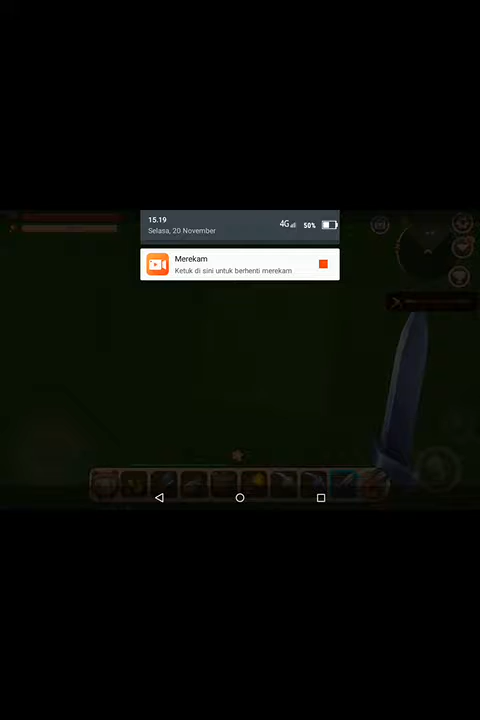 15.19
4G 50%
Selasa, 20 November
Merekam
Ketuk di sini untuk berhenti merekam